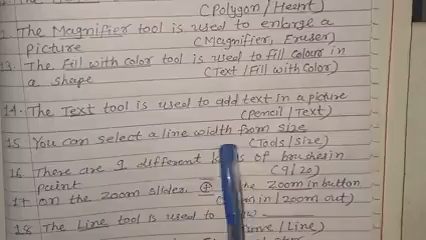 (Polygon / Heart)
The Magnifier tool is used to enlarge a
picture (Magnifier, Eraser)
13. The Fill with color tool is used to fill colour in
a shape (Text / Fill with Color)
14. The Text tool is used to add text in a picture
(Pencil / Text)
15 You can select a line width from size
(Tools / Size)
16 There are 9 different of brushes in
paint (9/20)
17 on the zoom slider, + the zoom in button
in / zoom out)
18 The Line tool is used to
/ Line)